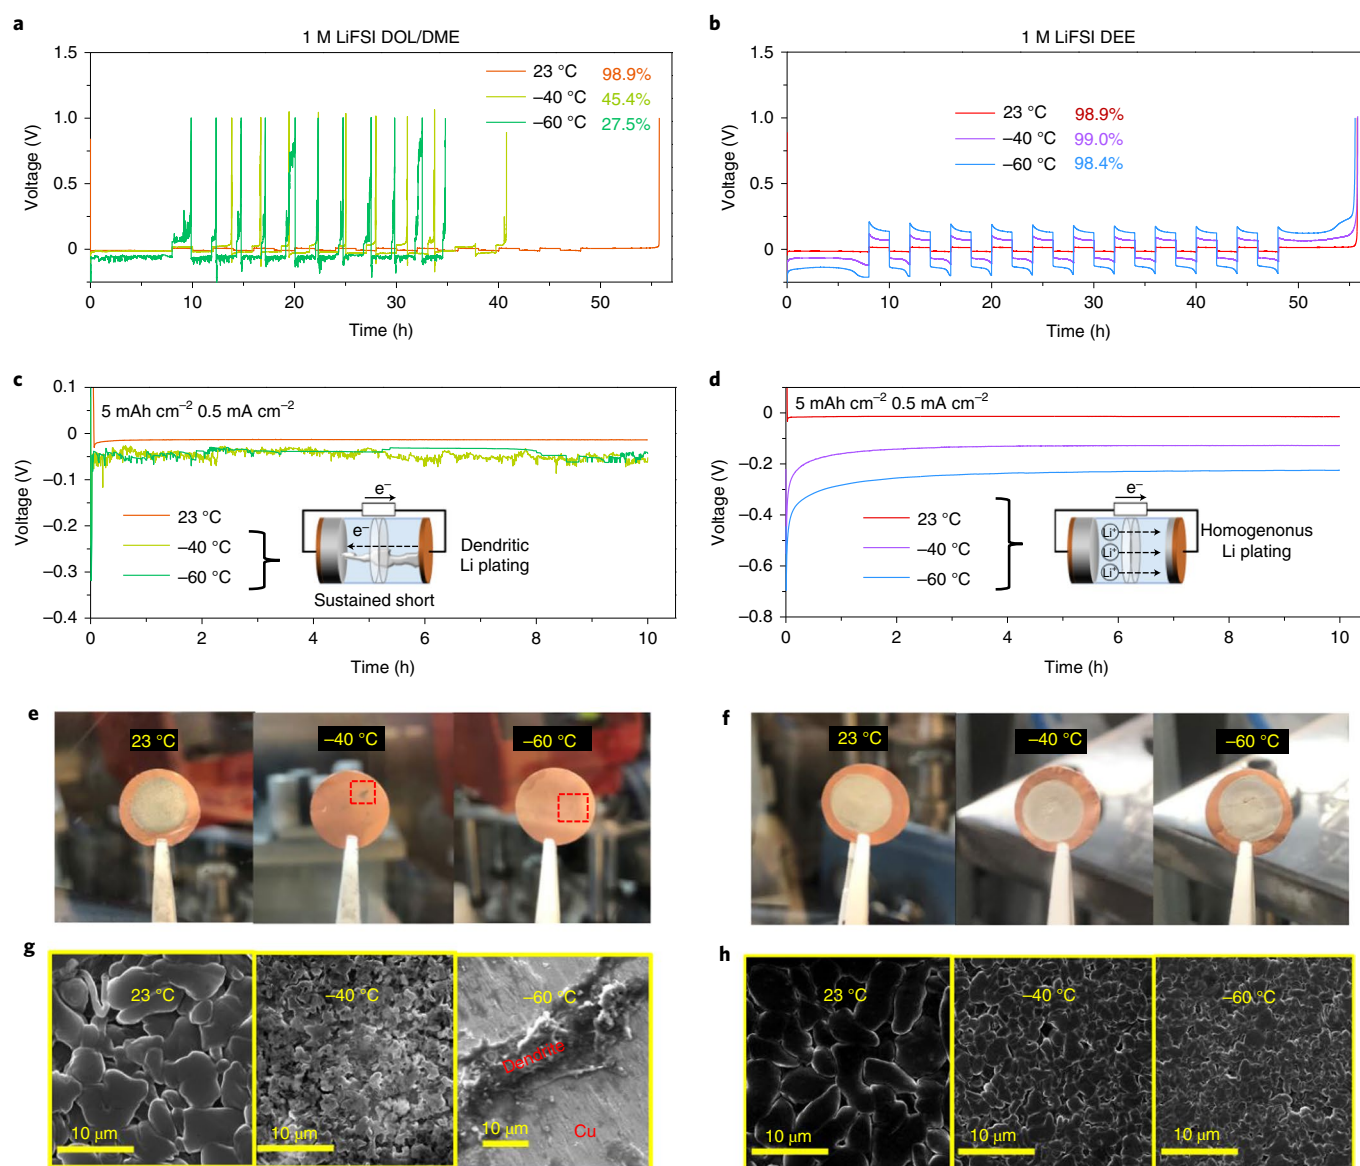 a
1 M LiFSI DOL/DME
1.5
1.0
0.5
0
Voltage (V)
23 °C 98.9%
–40 °C 45.4%
–60 °C 27.5%
0 10 20 30 40 50
Time (h)
b
1 M LiFSI DEE
1.5
1.0
0.5
0
Voltage (V)
23 °C 98.9%
–40 °C 99.0%
–60 °C 98.4%
0 10 20 30 40 50
Time (h)
c
0.1
0
–0.050
–0.1
–0.2
–0.3
–0.4
Voltage (V)
5 mAh cm⁻² 0.5 mA cm⁻²
23 °C
–40 °C
–60 °C
e⁻
e⁻
Dendritic
Li plating
Sustained short
0 2 4 6 8 10
Time (h)
d
0
–0.2
–0.4
–0.6
–0.8
Voltage (V)
5 mAh cm⁻² 0.5 mA cm⁻²
23 °C
–40 °C
–60 °C
e⁻
Li⁺
Li⁺
Li⁺
Homogenonus
Li plating
0 2 4 6 8 10
Time (h)
e
23 °C
–40 °C
–60 °C
f
23 °C
–40 °C
–60 °C
g
23 °C
10 μm
–40 °C
10 μm
–60 °C
Dendrite
Cu
10 μm
h
23 °C
10 μm
–40 °C
10 μm
–60 °C
10 μm